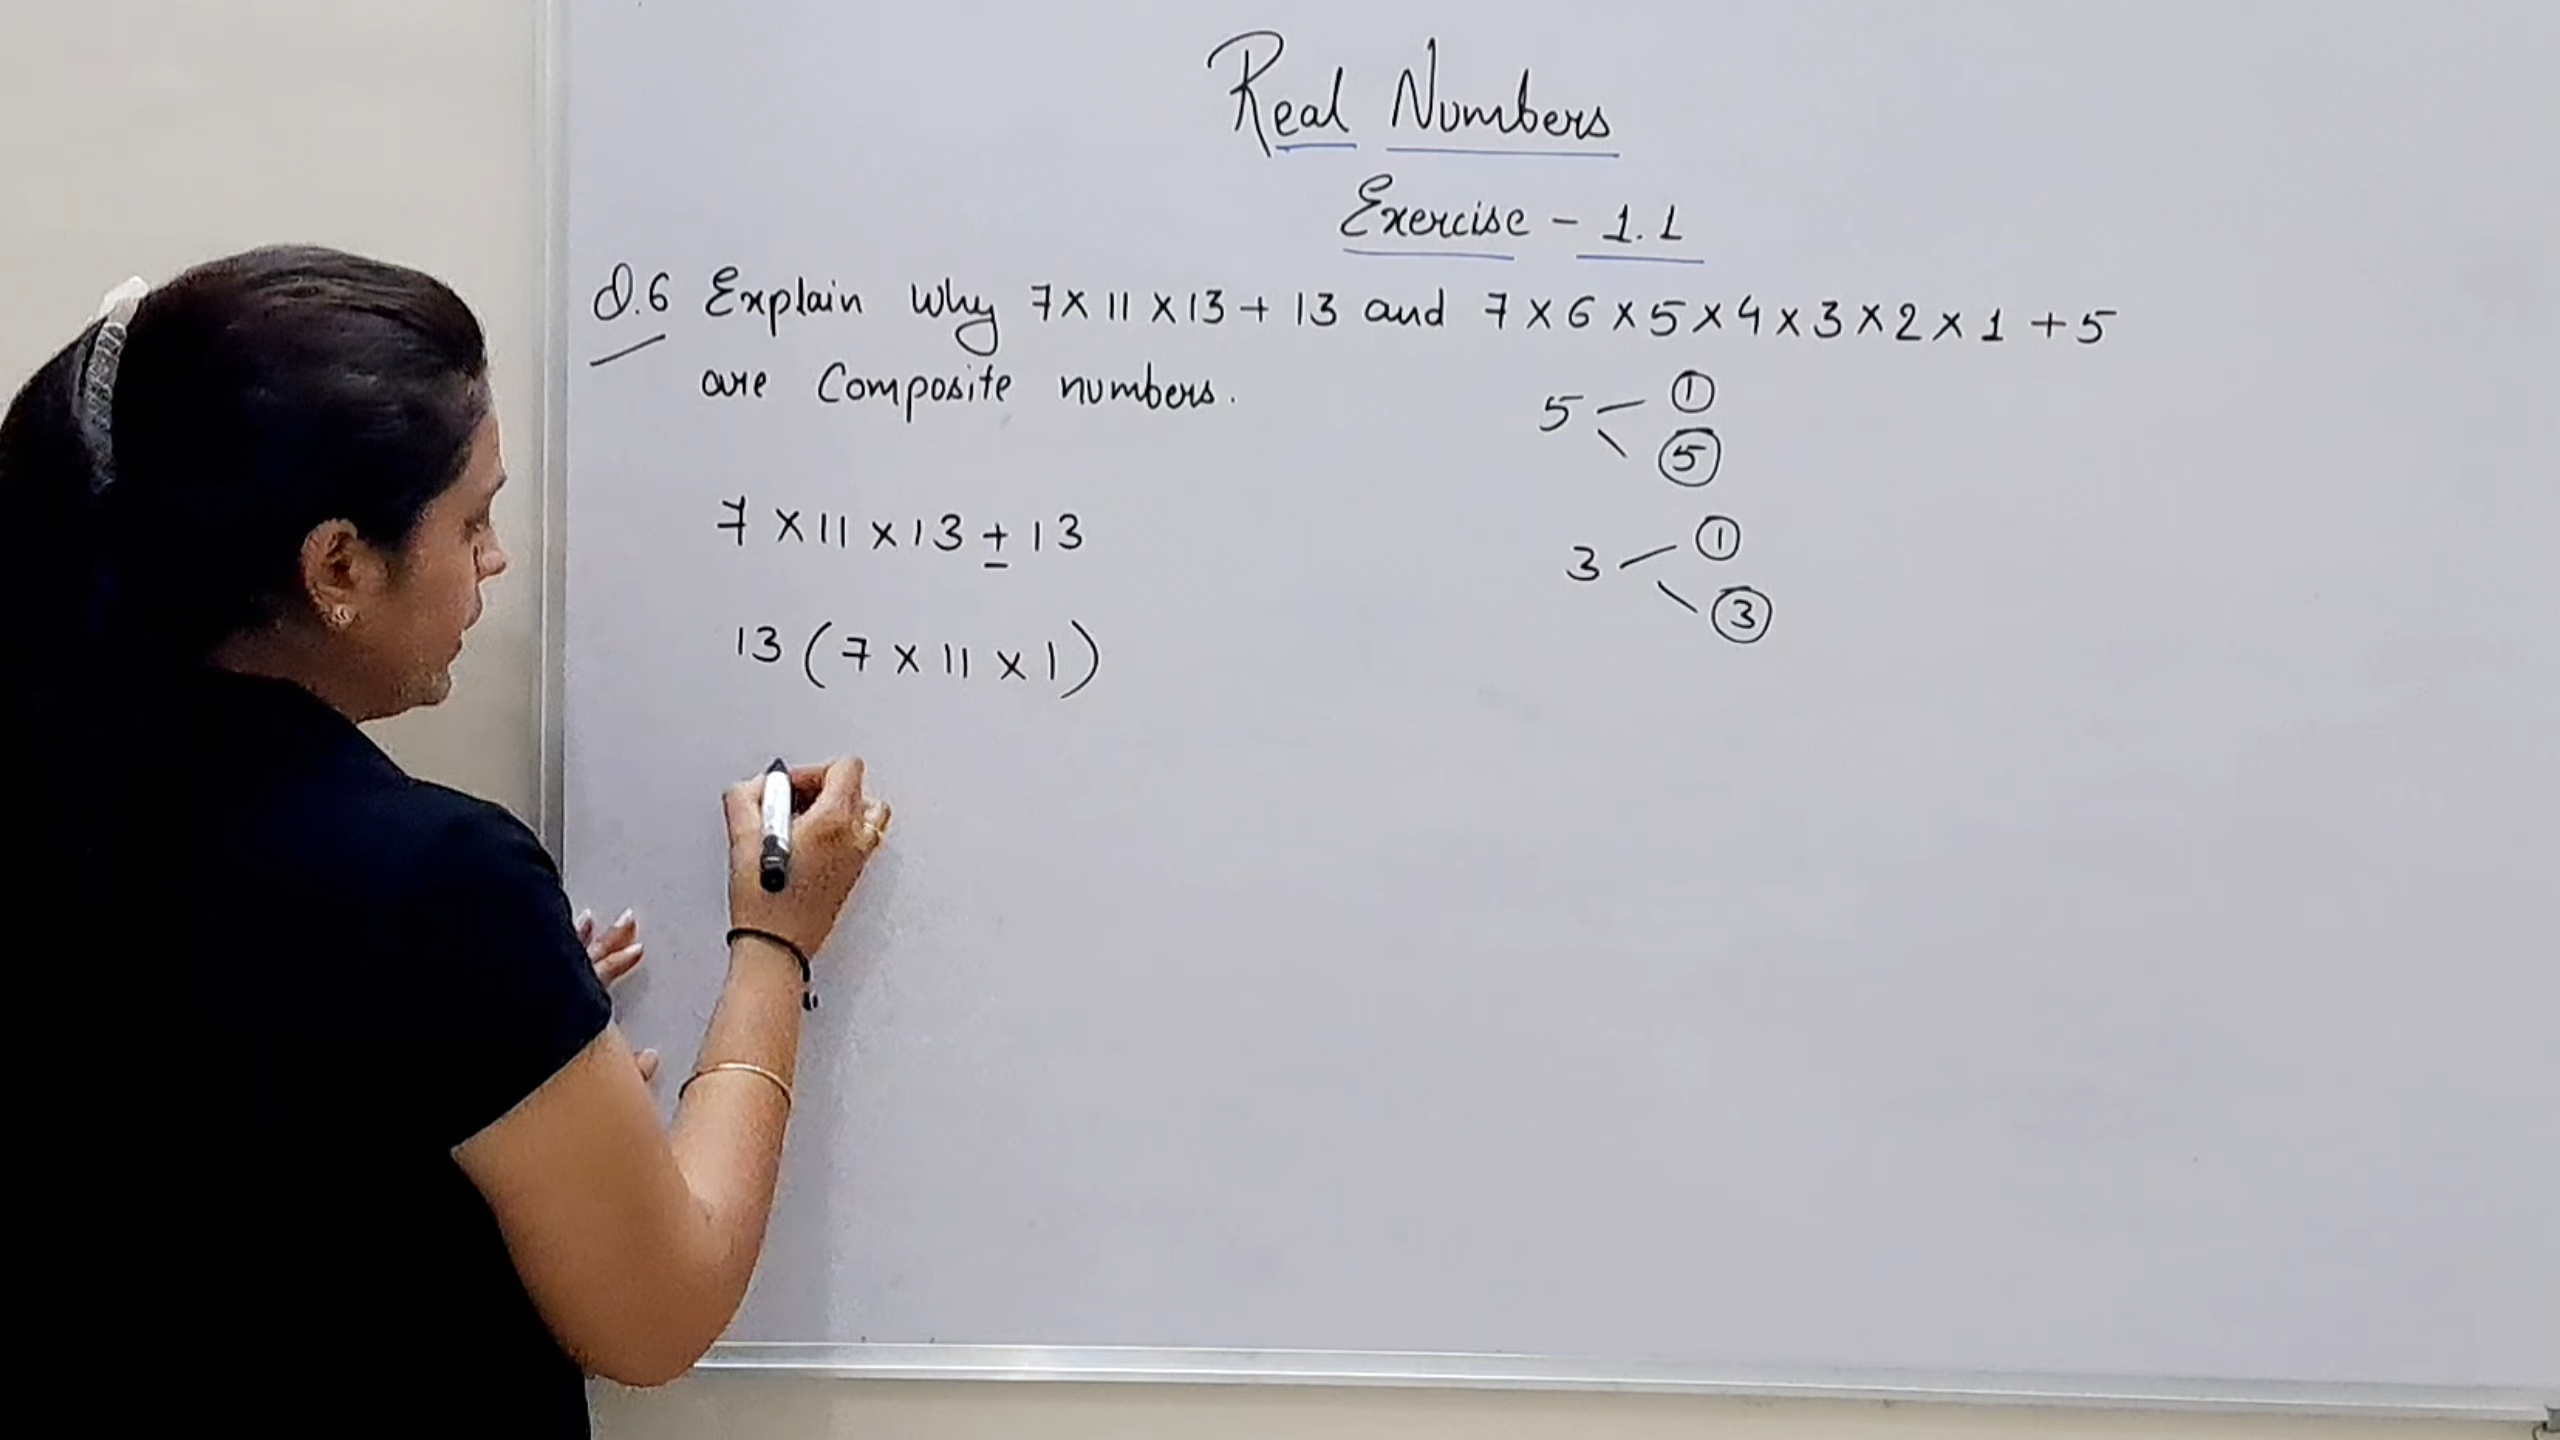 Real Numbers
Exercise - 1.1
Q.6 Explain why 7 × 11 × 13 + 13 and 7 × 6 × 5 × 4 × 3 × 2 × 1 + 5
are Composite numbers.
5 1
5
7 × 11 × 13 + 13
3 1
3
13 (7 × 11 × 1)